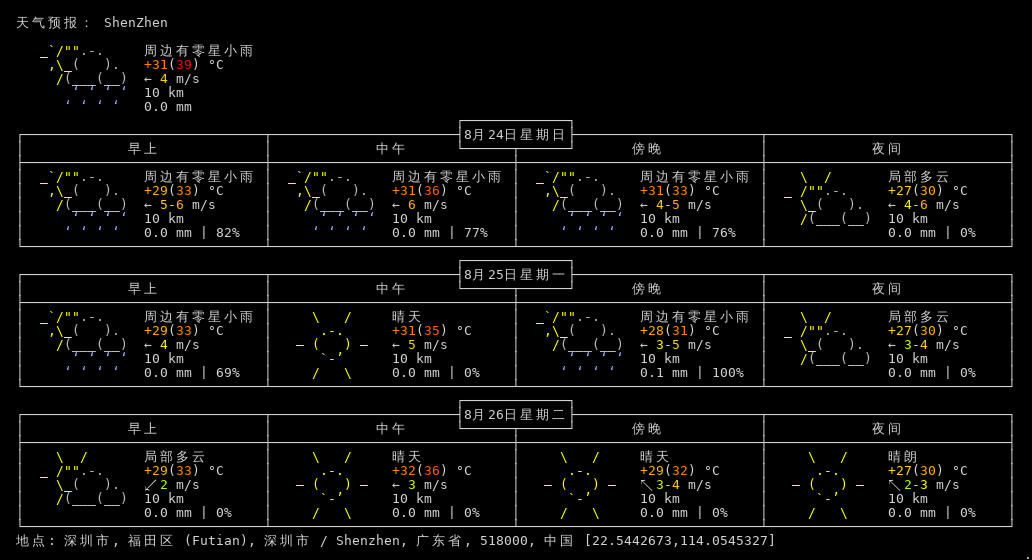 天气预报： ShenZhen
周边有零星小雨
+31(39) °C
← 4 m/s
10 km
0.0 mm
8月24日星期日
早上 中午 傍晚 夜间
周边有零星小雨 周边有零星小雨 周边有零星小雨 局部多云
+29(33) °C +31(36) °C +31(33) °C +27(30) °C
← 5-6 m/s ← 6 m/s ← 4-5 m/s ← 4-6 m/s
10 km 10 km 10 km 10 km
0.0 mm | 82% 0.0 mm | 77% 0.0 mm | 76% 0.0 mm | 0%
8月25日星期一
早上 中午 傍晚 夜间
周边有零星小雨 晴天 周边有零星小雨 局部多云
+29(33) °C +31(35) °C +28(31) °C +27(30) °C
← 4 m/s ← 5 m/s ← 3-5 m/s ← 3-4 m/s
10 km 10 km 10 km 10 km
0.0 mm | 69% 0.0 mm | 0% 0.1 mm | 100% 0.0 mm | 0%
8月26日星期二
早上 中午 傍晚 夜间
局部多云 晴天 晴天 晴朗
+29(33) °C +32(36) °C +29(32) °C +27(30) °C
↙ 2 m/s ← 3 m/s ↖ 3-4 m/s ↖ 2-3 m/s
10 km 10 km 10 km 10 km
0.0 mm | 0% 0.0 mm | 0% 0.0 mm | 0% 0.0 mm | 0%
地点: 深圳市, 福田区 (Futian), 深圳市 / Shenzhen, 广东省, 518000, 中国 [22.5442673,114.0545327]